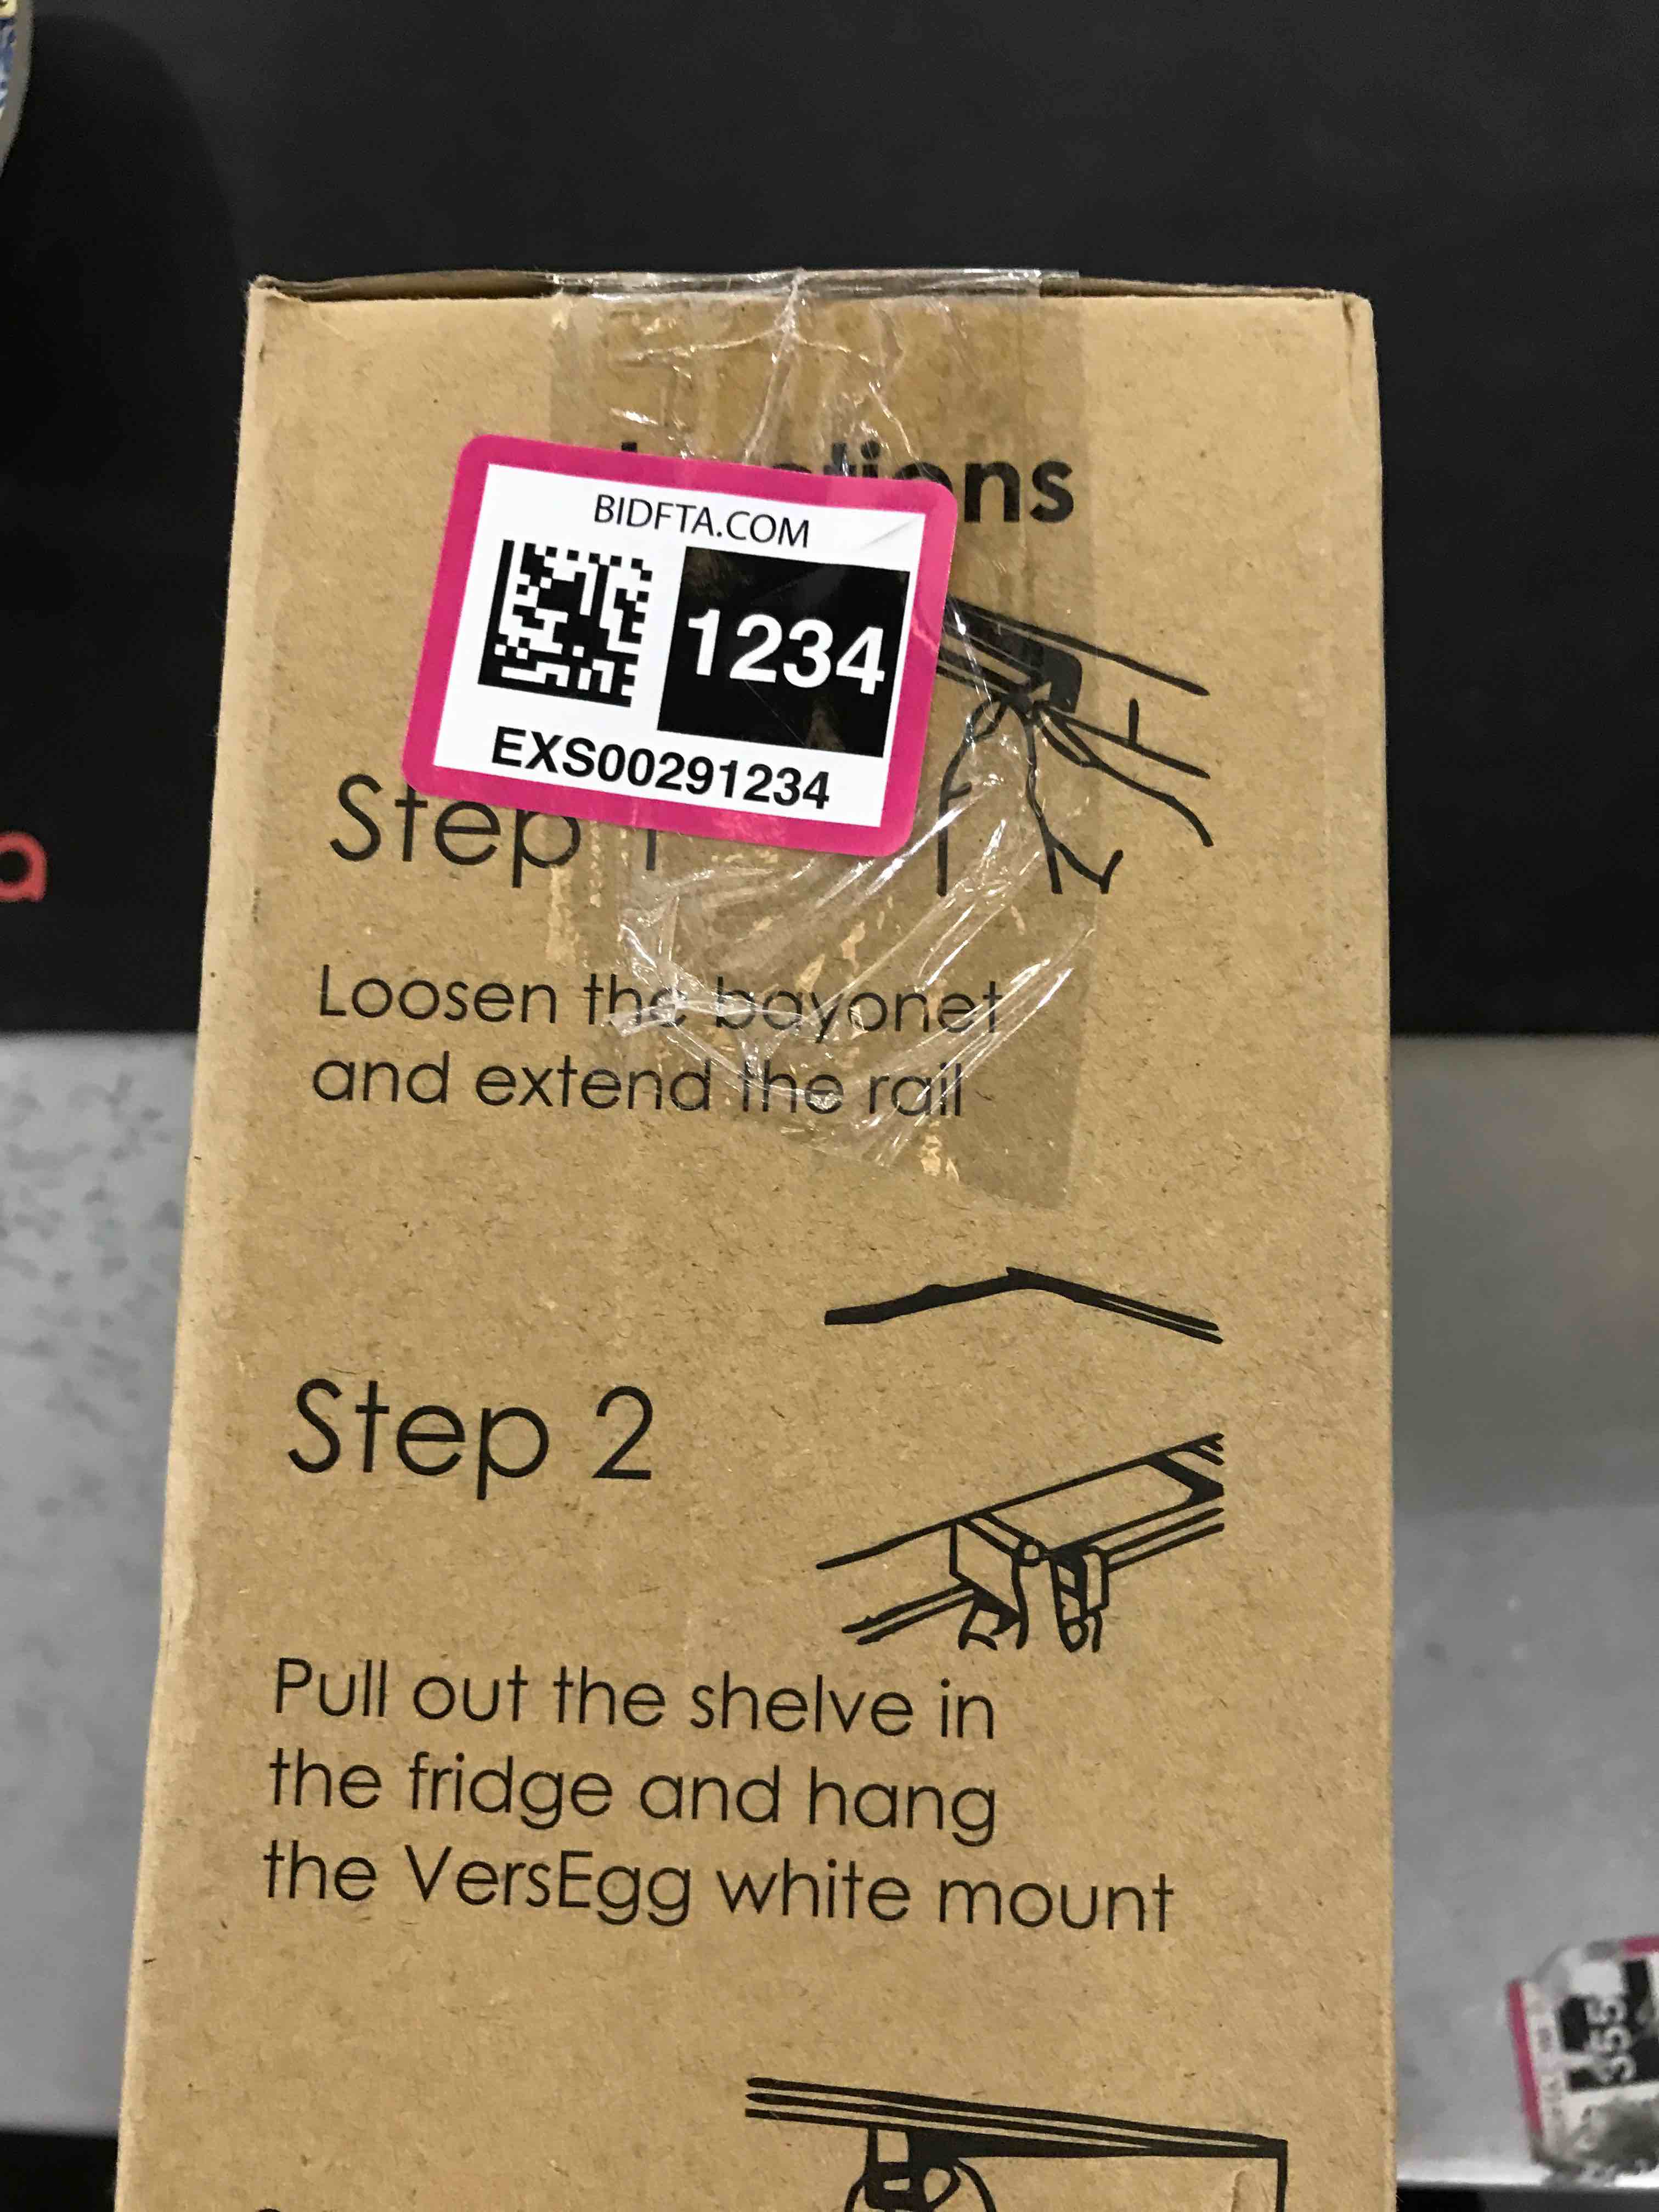 BIDFTA.COM
1234
EXS00291234
Step 1
Loosen the bayonet
and extend the rail
Step 2
Pull out the shelve in
the fridge and hang
the VersEgg white mount
a